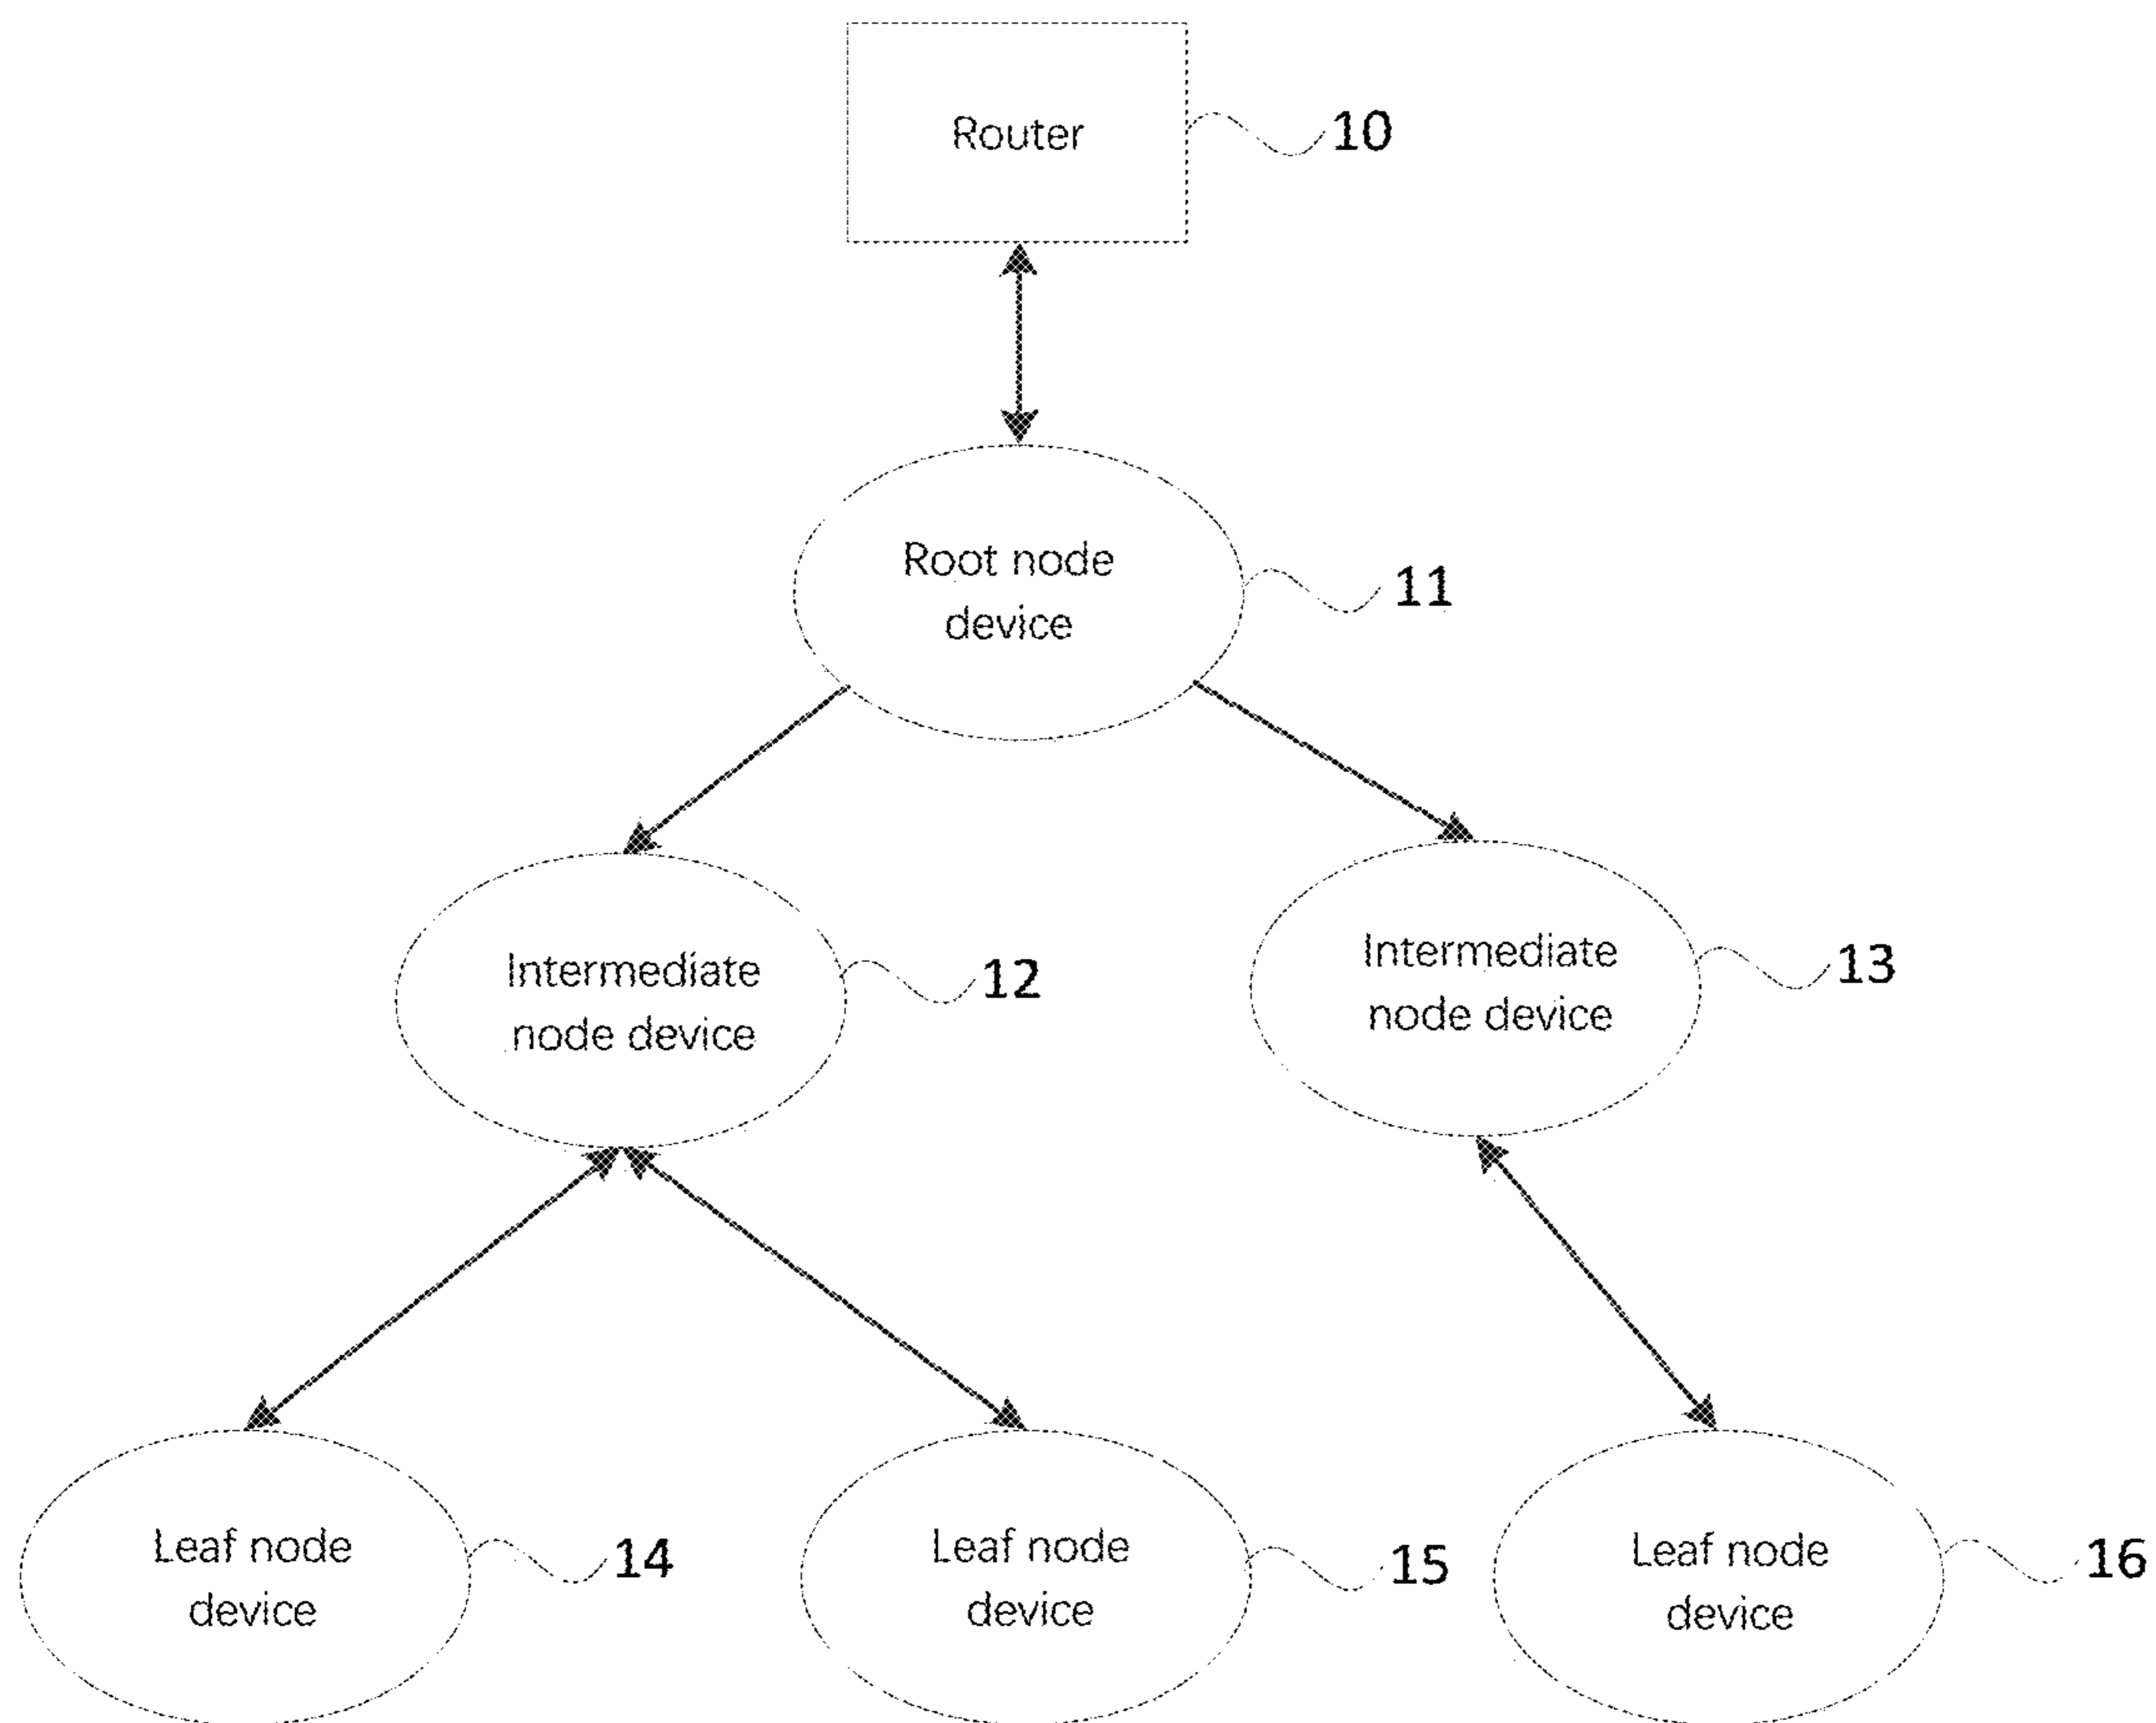 Router
10
Root node
device
11
Intermediate
node device
12
Intermediate
node device
13
Leaf node
device
14
Leaf node
device
15
Leaf node
device
16